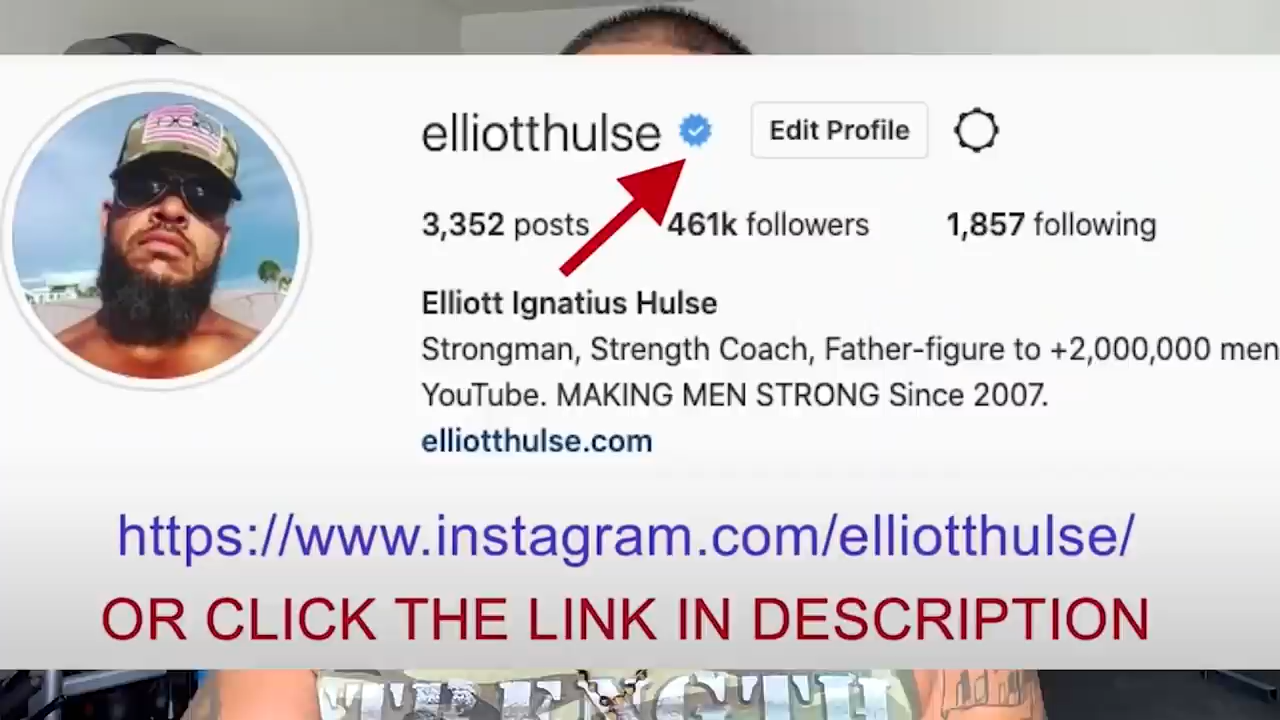 elliotthulse Edit Profile
3,352 posts 461k followers 1,857 following
Elliott Ignatius Hulse
Strongman, Strength Coach, Father-figure to +2,000,000 men
YouTube. MAKING MEN STRONG Since 2007.
elliotthulse.com
https://www.instagram.com/elliotthulse/
OR CLICK THE LINK IN DESCRIPTION
STRENGTH